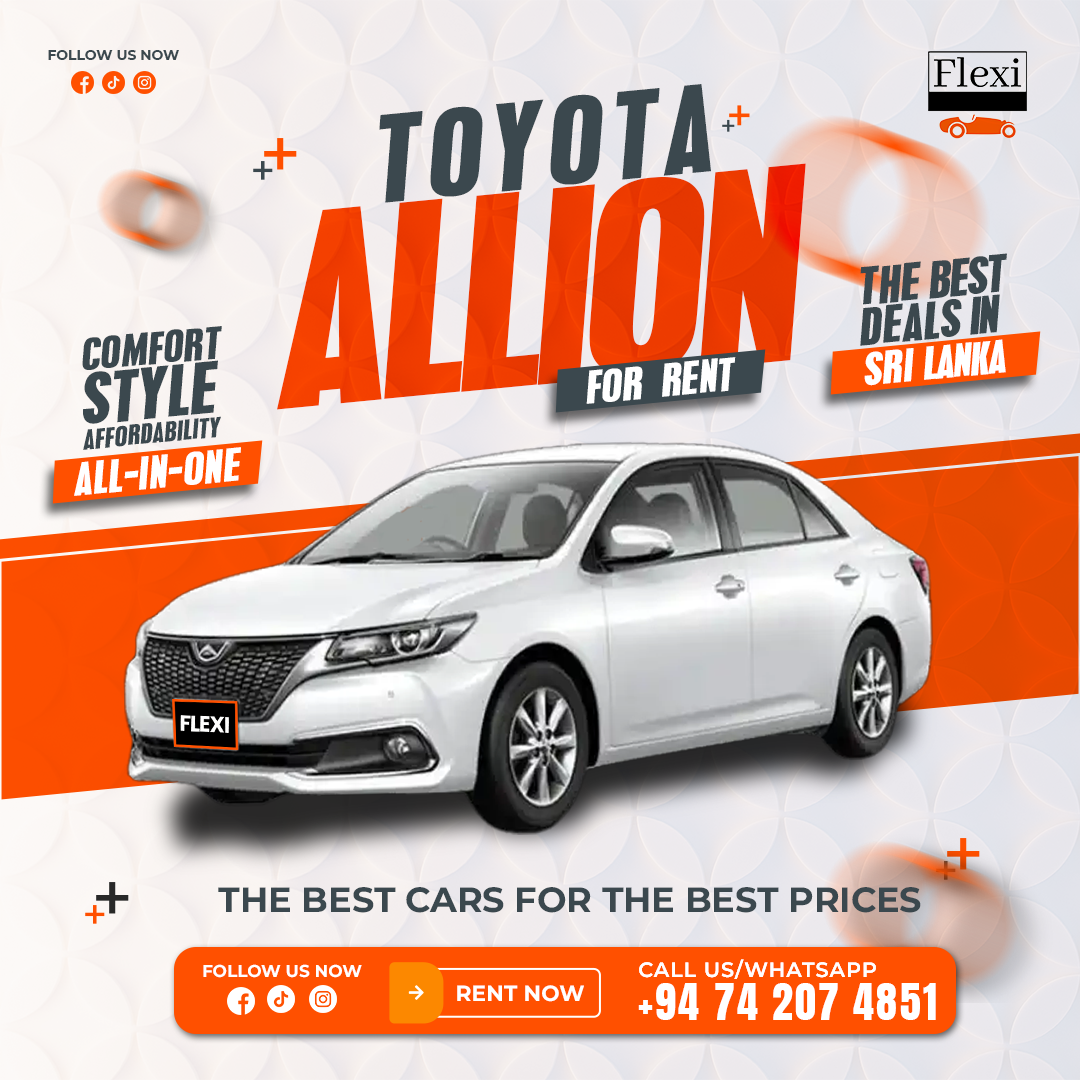 FOLLOW US NOW
Flexi
TOYOTA
ALLION
FOR RENT
THE BEST
DEALS IN
SRI LANKA
COMFORT
STYLE
AFFORDABILITY
ALL-IN-ONE
FLEXI
THE BEST CARS FOR THE BEST PRICES
FOLLOW US NOW
RENT NOW
CALL US/WHATSAPP
+94 74 207 4851